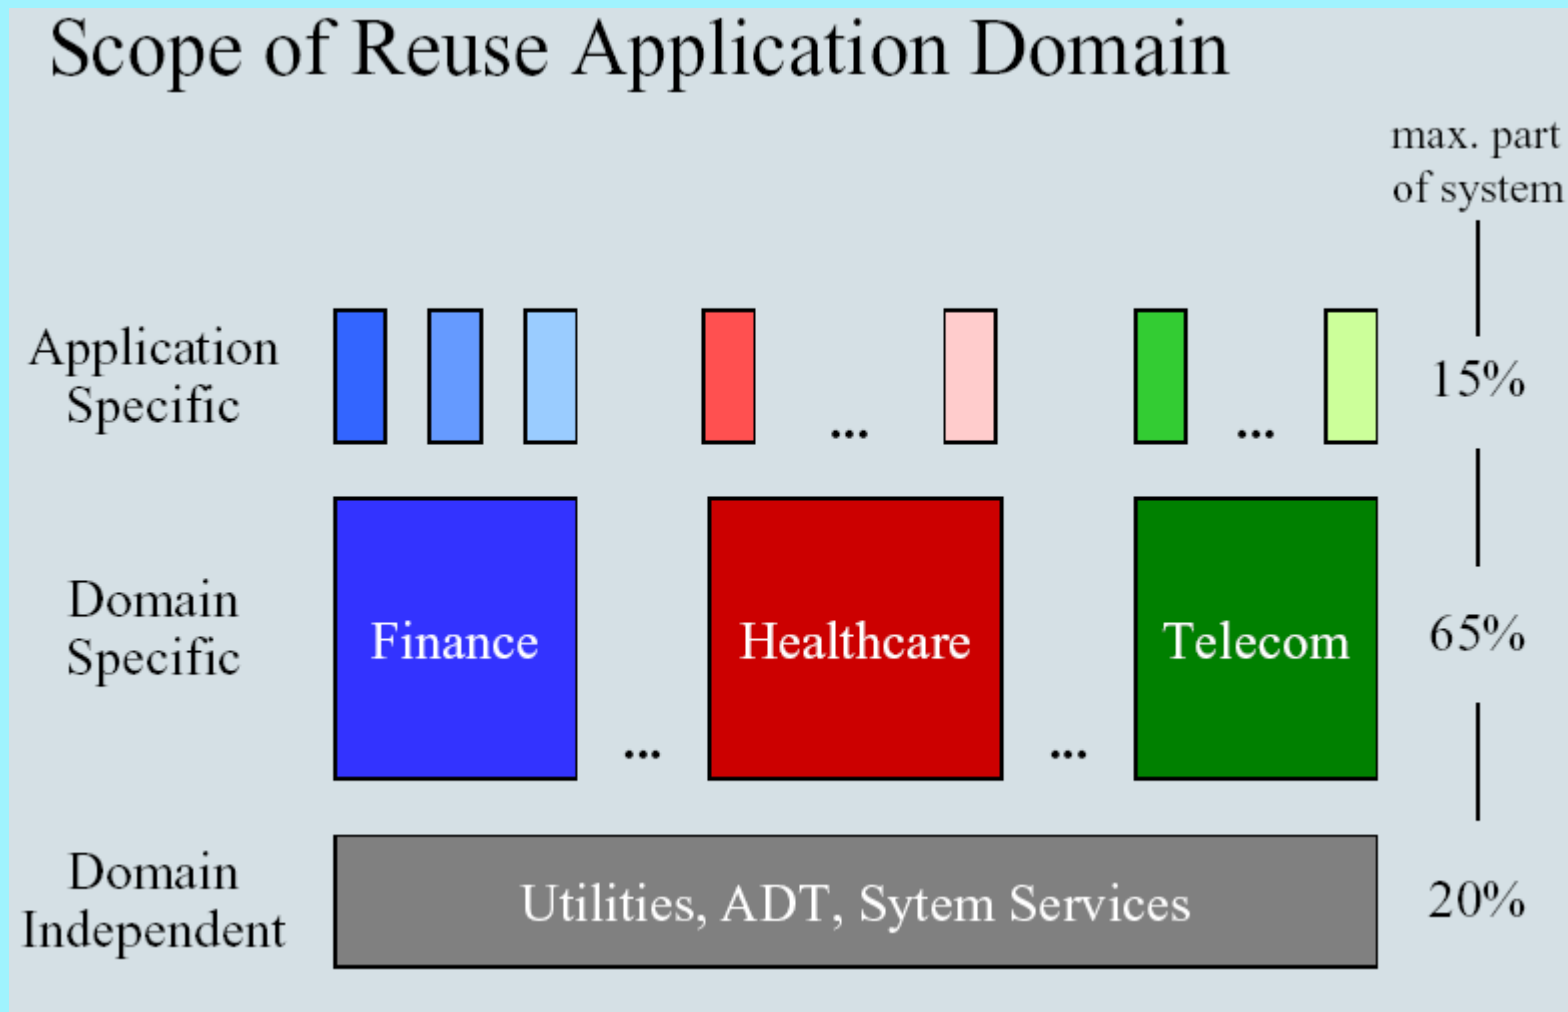 Scope of Reuse Application Domain
max. part
of system
Application
Specific
...
...
15%
Domain
Specific
Finance
...
Healthcare
...
Telecom
65%
Domain
Independent
Utilities, ADT, Sytem Services
20%